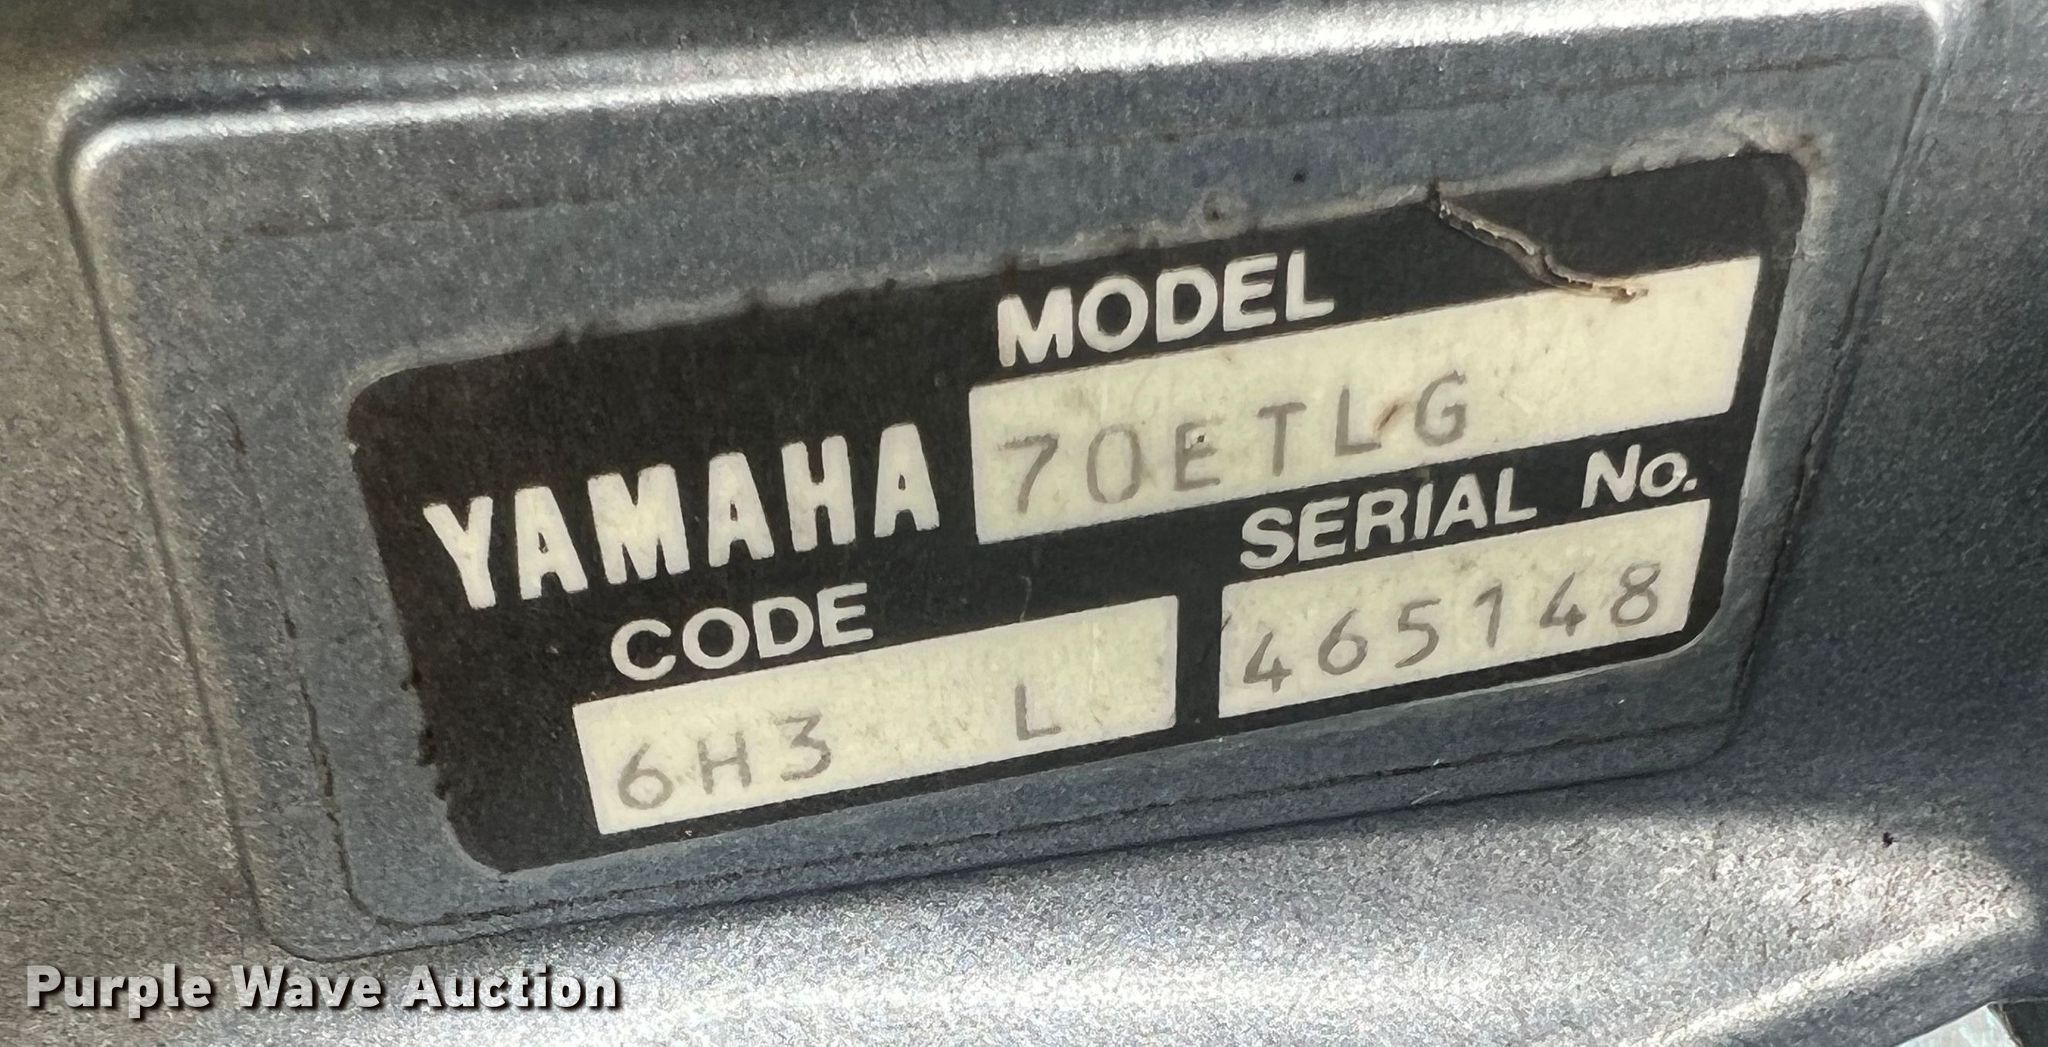 MODEL
YAMAHA 70ETLG
CODE SERIAL No.
6H3 L 465148
Purple Wave Auction